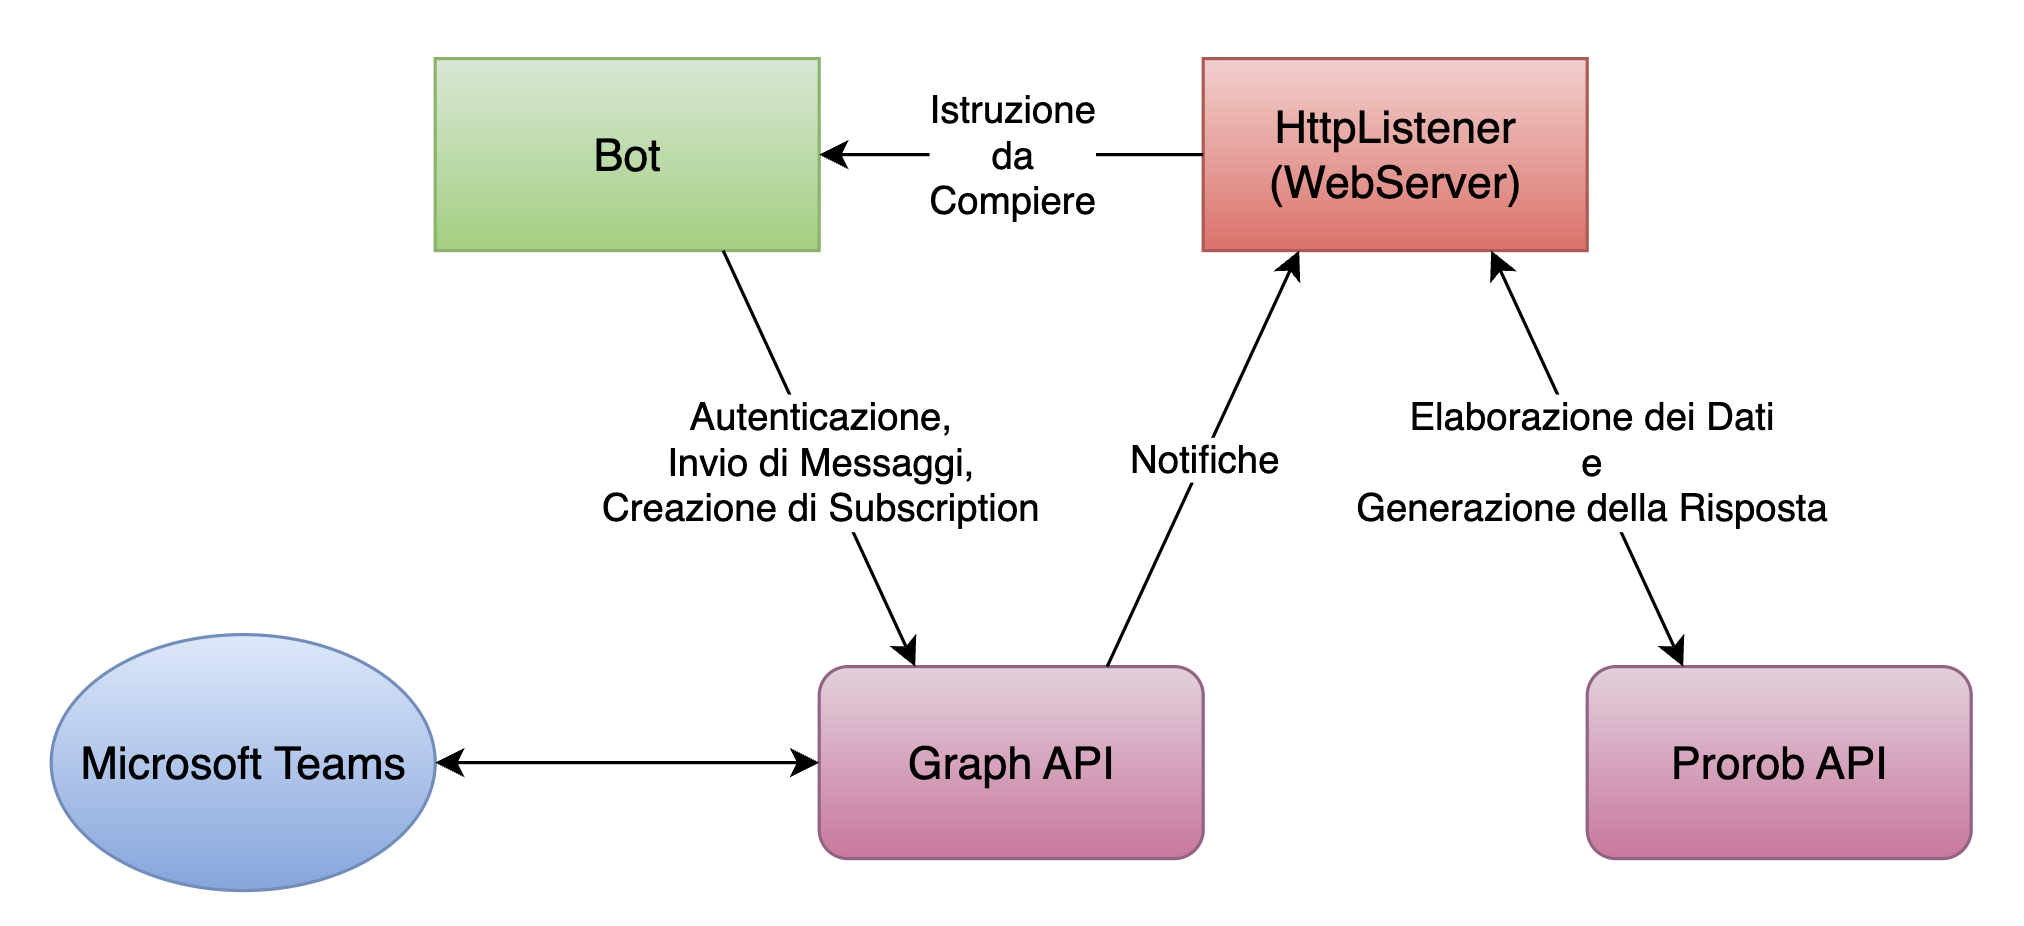 Bot
Istruzione
da
Compiere
HttpListener
(WebServer)
Autenticazione,
Invio di Messaggi,
Creazione di Subscription
Notifiche
Elaborazione dei Dati
e
Generazione della Risposta
Microsoft Teams
Graph API
Prorob API